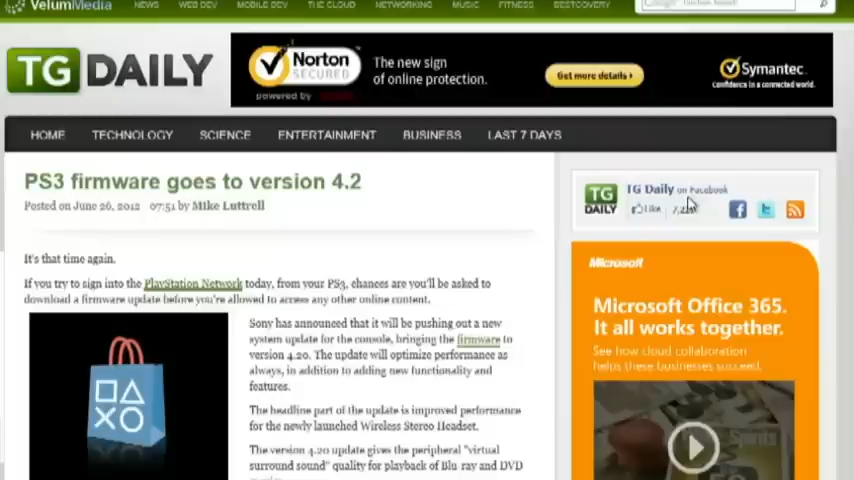 VelumMedia
NEWS WEB DEV MOBILE DEV THE CLOUD NETWORKING MUSIC FITNESS BESTCOVERY
TG DAILY
Norton
SECURED
powered by
The new sign
of online protection.
Get more details
Symantec.
Confidence in a connected world.
HOME TECHNOLOGY SCIENCE ENTERTAINMENT BUSINESS LAST 7 DAYS
PS3 firmware goes to version 4.2
Posted on June 26, 2012 07:51 by Mike Luttrell
TG DAILY
TG Daily on Facebook
Like
It's that time again.
If you try to sign into the PlayStation Network today, from your PS3, chances are you'll be asked to
download a firmware update before you're allowed to access any other online content.
Sony has announced that it will be pushing out a new
system update for the console, bringing the firmware to
version 4.20. The update will optimize performance as
always, in addition to adding new functionality and
features.
The headline part of the update is improved performance
for the newly launched Wireless Stereo Headset.
The version 4.20 update gives the peripheral "virtual
surround sound" quality for playback of Blu-ray and DVD
Microsoft
Microsoft Office 365.
It all works together.
See how cloud collaboration
helps these businesses succeed.